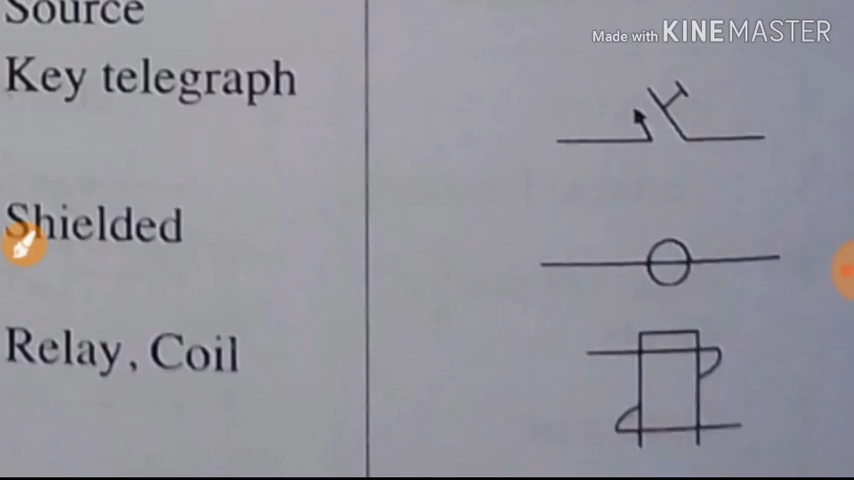 Source
Made with KINEMASTER
Key telegraph
Shielded
Relay, Coil